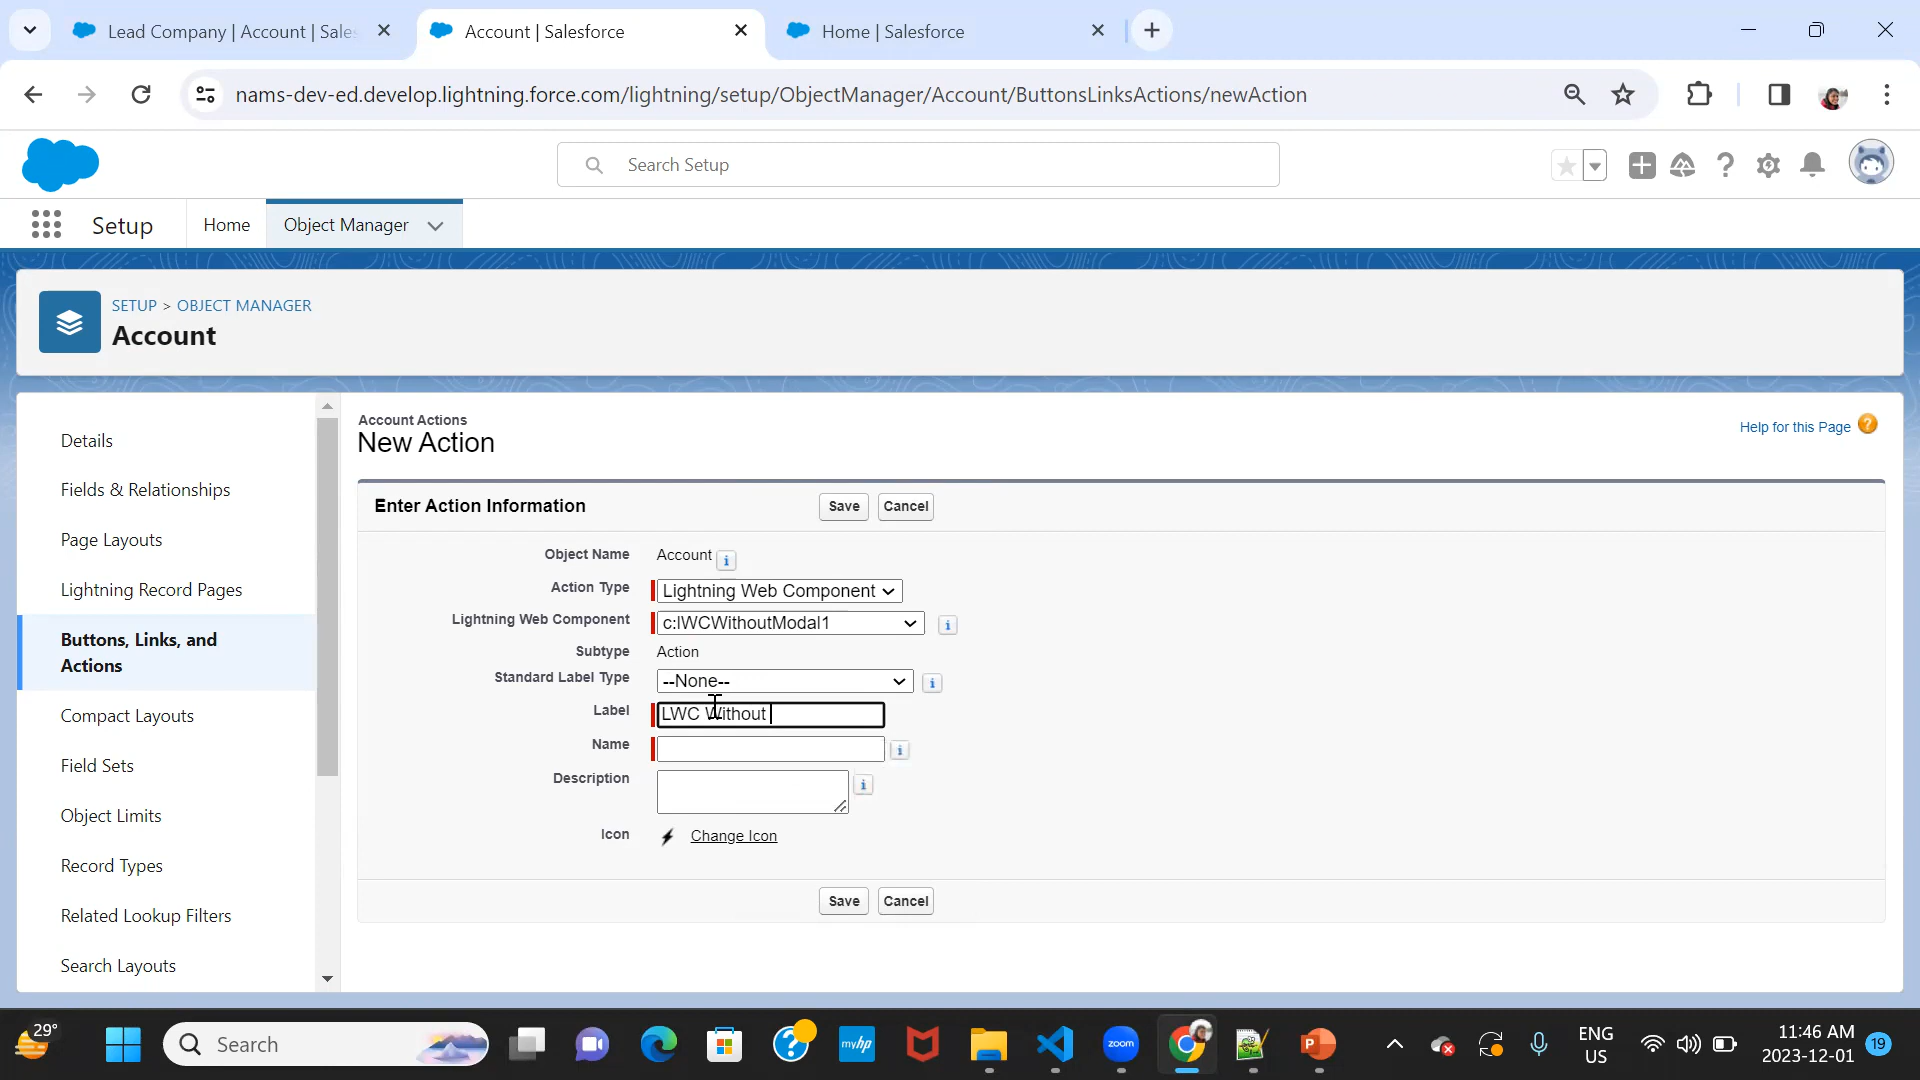 Lead Company | Account | Sales
Account | Salesforce
Home | Salesforce
nams-dev-ed.develop.lightning.force.com/lightning/setup/ObjectManager/Account/ButtonsLinksActions/newAction
Search Setup
Setup
Home
Object Manager
SETUP > OBJECT MANAGER
Account
Details
Fields & Relationships
Page Layouts
Lightning Record Pages
Buttons, Links, and
Actions
Compact Layouts
Field Sets
Object Limits
Record Types
Related Lookup Filters
Search Layouts
Account Actions
New Action
Help for this Page
Enter Action Information
Save
Cancel
Object Name Account
Action Type Lightning Web Component
Lightning Web Component c:lWCWithoutModal1
Subtype Action
Standard Label Type --None--
Label LWC Without
Name
Description
Icon Change Icon
Save
Cancel
29°
Search
myhp
zoom
ENG
US
11:46 AM
2023-12-01
19